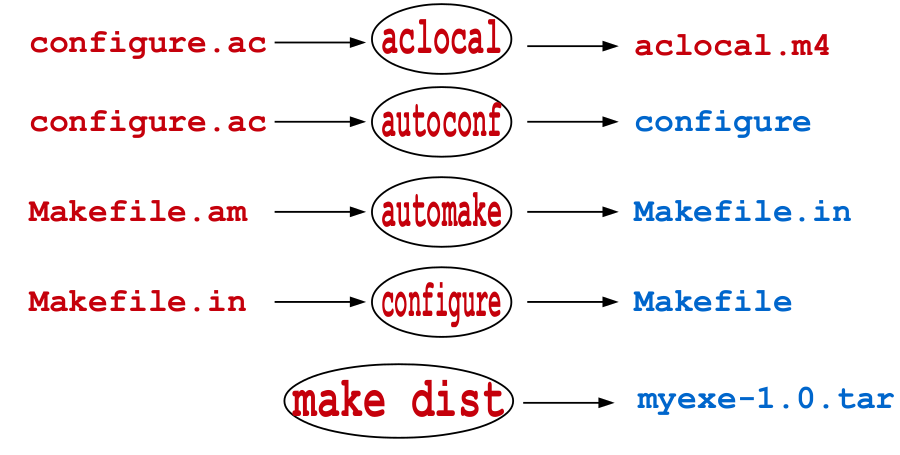 configure.ac aclocal aclocal.m4
configure.ac autoconf configure
Makefile.am automake Makefile.in
Makefile.in configure Makefile
make dist myexe-1.0.tar